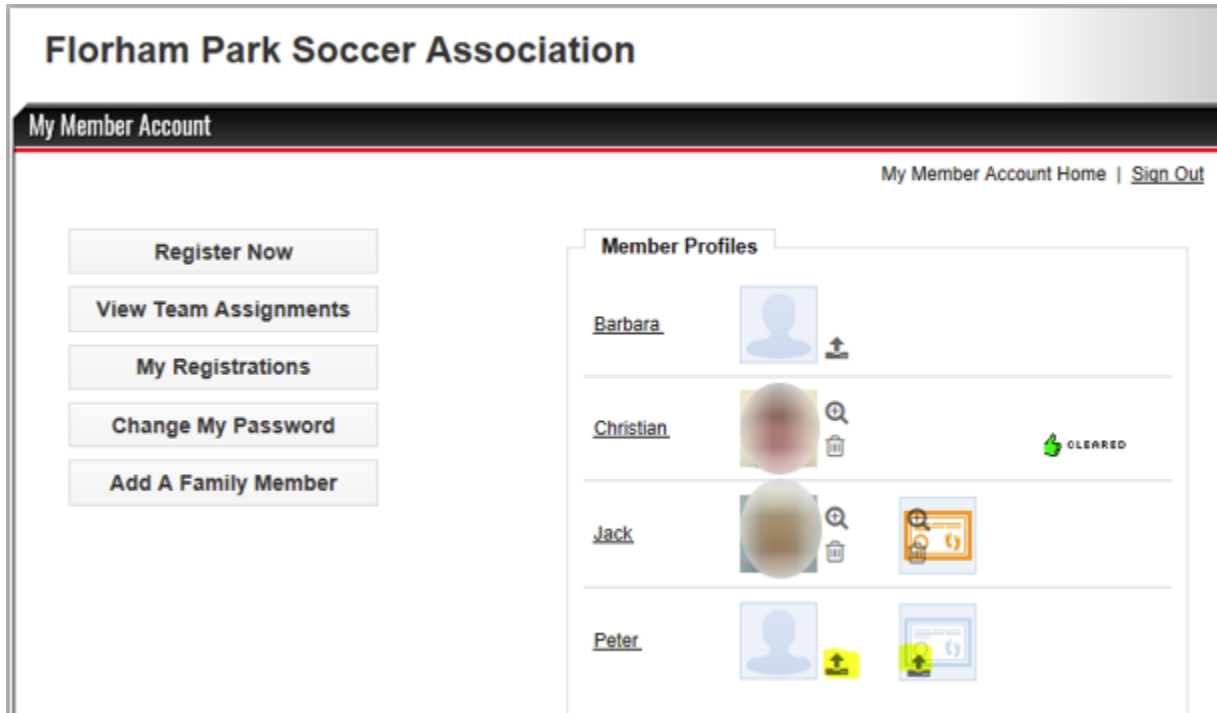 Florham Park Soccer Association
My Member Account
My Member Account Home | Sign Out
Register Now
View Team Assignments
My Registrations
Change My Password
Add A Family Member
Member Profiles
Barbara
Christian
CLEARED
Jack
Peter